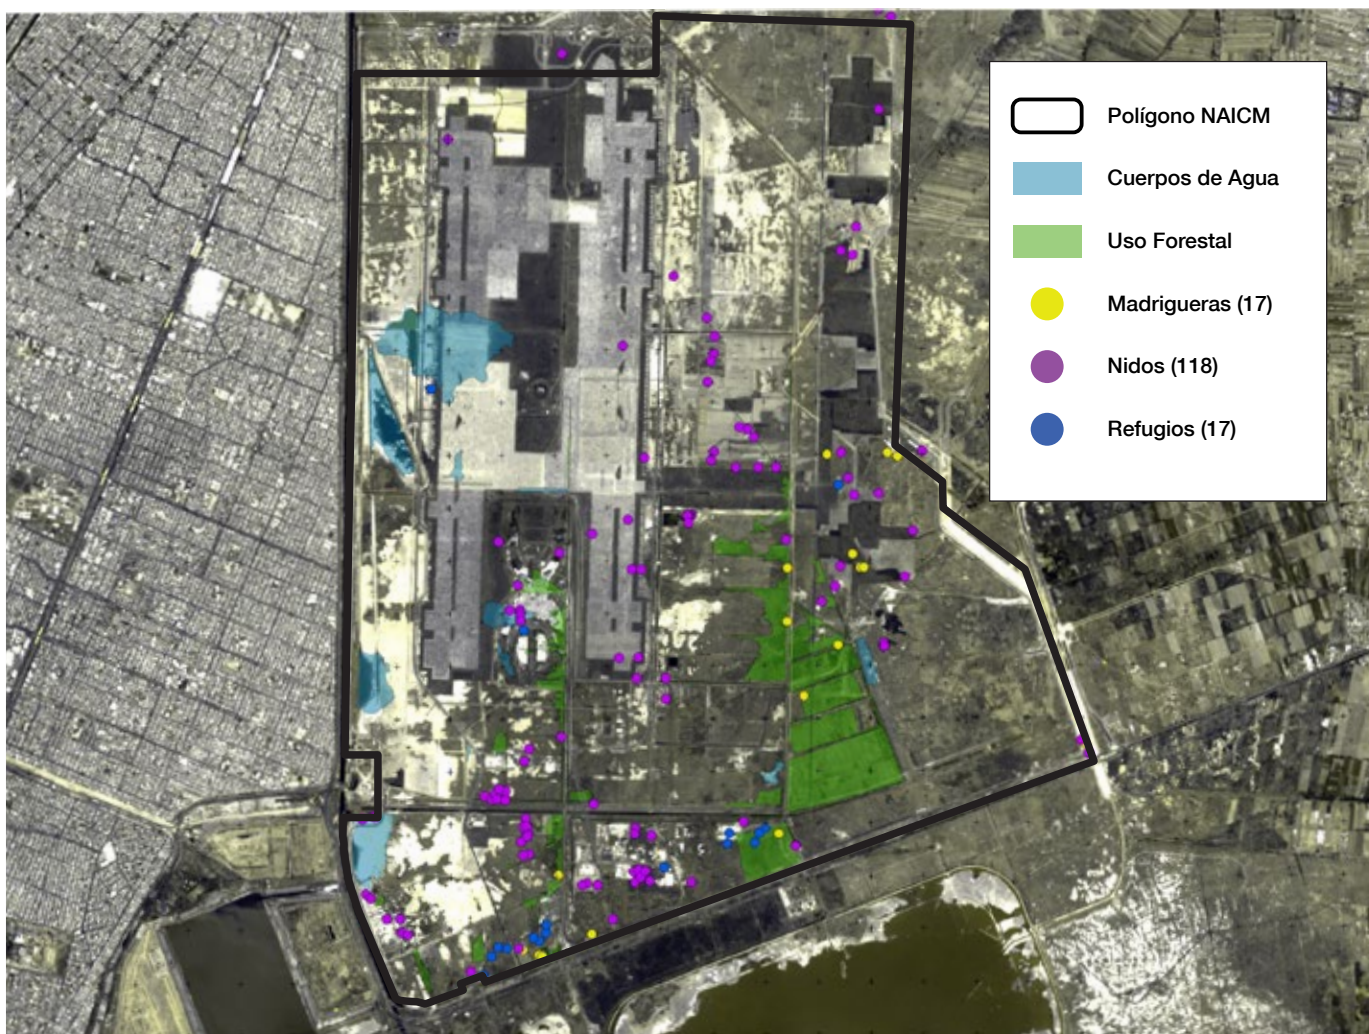 Polígono NAICM
Cuerpos de Agua
Uso Forestal
Madrigueras (17)
Nidos (118)
Refugios (17)